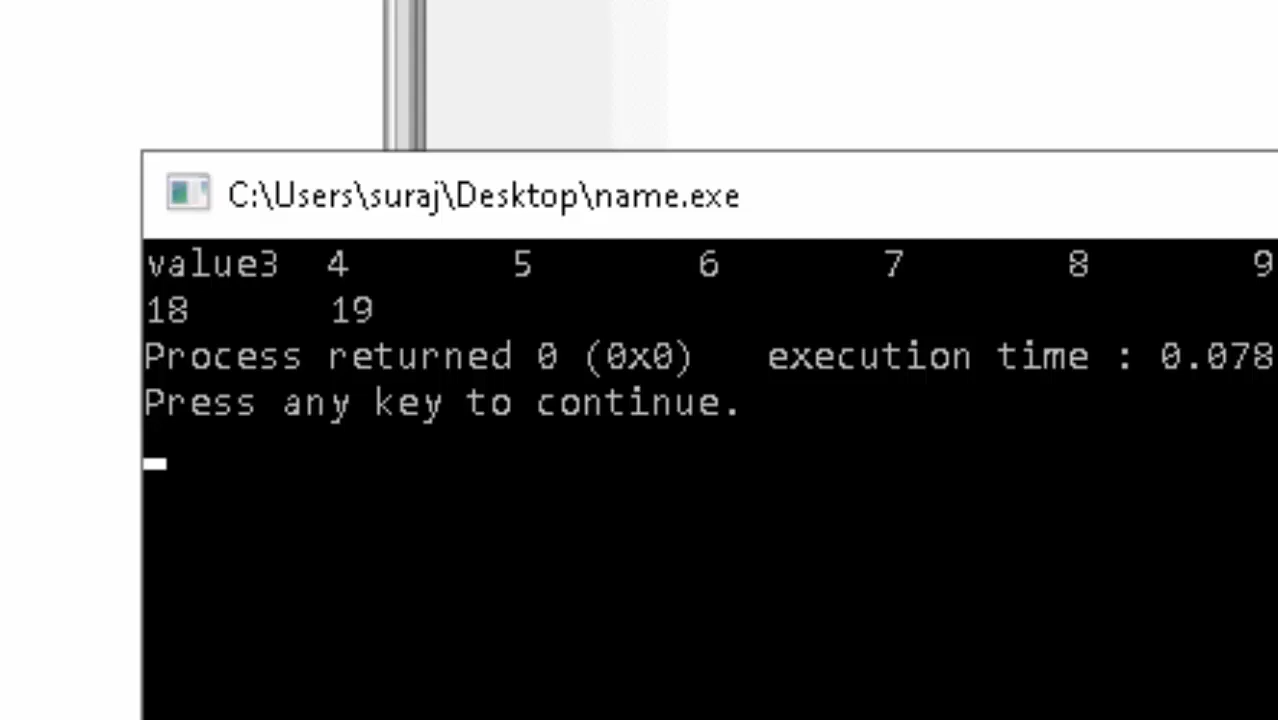 C:\Users\suraj\Desktop\name.exe
value3 4 5 6 7 8 9
18 19
Process returned 0 (0x0) execution time : 0.078
Press any key to continue.